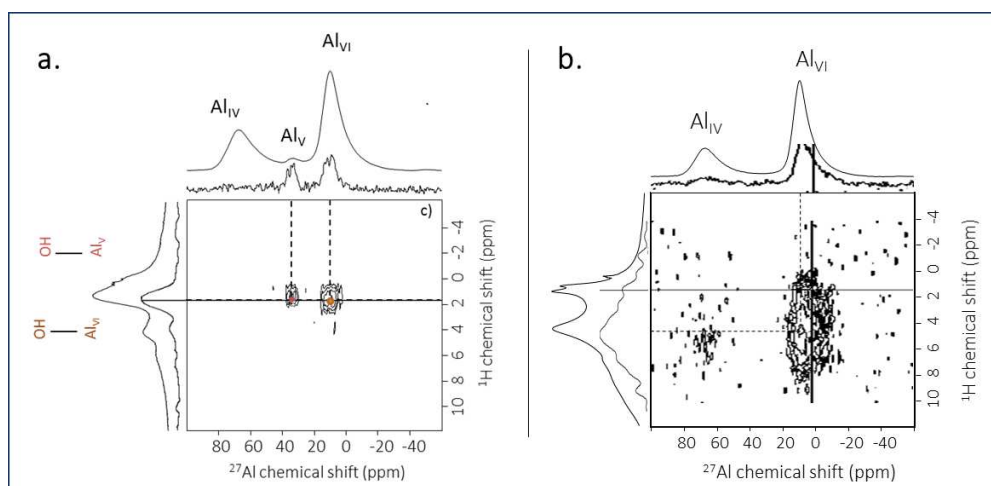 a.
Al_VI
Al_IV
Al_V
c)
OH Al_V
OH Al_VI
-4
-2
0
2
4
6
8
10
¹H chemical shift (ppm)
80 60 40 20 0 -20 -40
²⁷Al chemical shift (ppm)
b.
Al_VI
Al_IV
-4
-2
0
2
4
6
8
10
¹H chemical shift (ppm)
80 60 40 20 0 -20 -40
²⁷Al chemical shift (ppm)